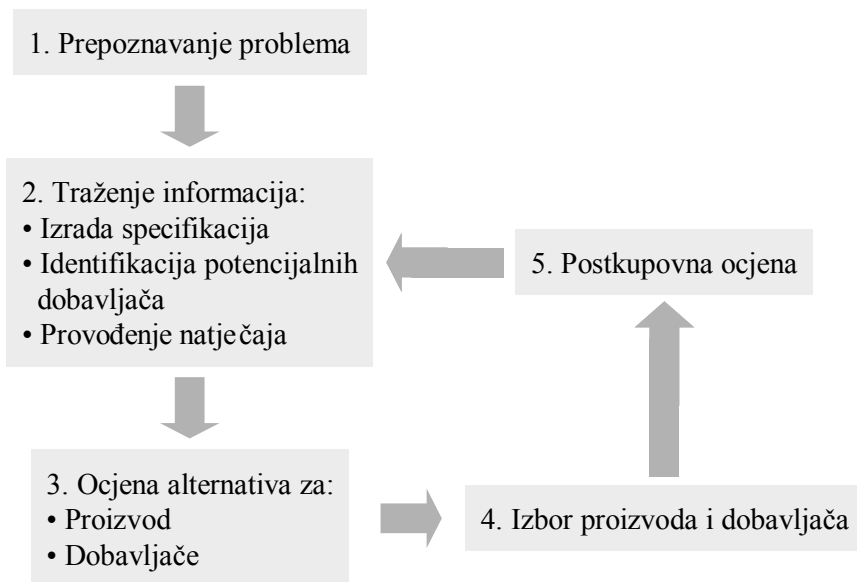 1. Prepoznavanje problema
2. Traženje informacija:
• Izrada specifikacija
• Identifikacija potencijalnih
dobavljača
• Provođenje natječaja
5. Postkupovna ocjena
3. Ocjena alternativa za:
• Proizvod
• Dobavljače
4. Izbor proizvoda i dobavljača